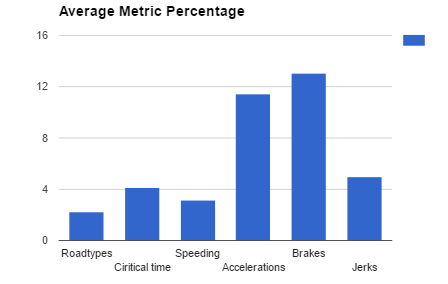 Average Metric Percentage
16
12
8
4
0
Roadtypes
Ciritical time
Speeding
Accelerations
Brakes
Jerks